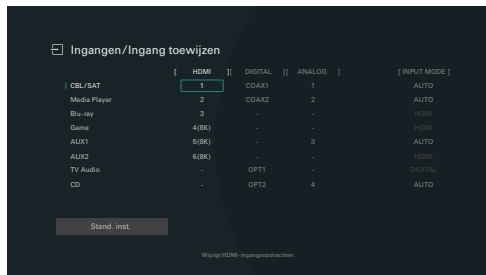 Ingangen/Ingang toewijzen
[ HDMI ][ DIGITAL ][ ANALOG ] [ INPUT MODE ]
CBL/SAT 1 COAX1 1 AUTO
Media Player 2 COAX2 2 AUTO
Blu-ray 3 - - HDMI
Game 4(8K) - - HDMI
AUX1 5(8K) - 3 AUTO
AUX2 6(8K) - - HDMI
TV Audio - OPT1 - DIGITAL
CD - OPT2 4 AUTO
Stand. inst.
Wijzigt HDMI-ingangsopdrachten.